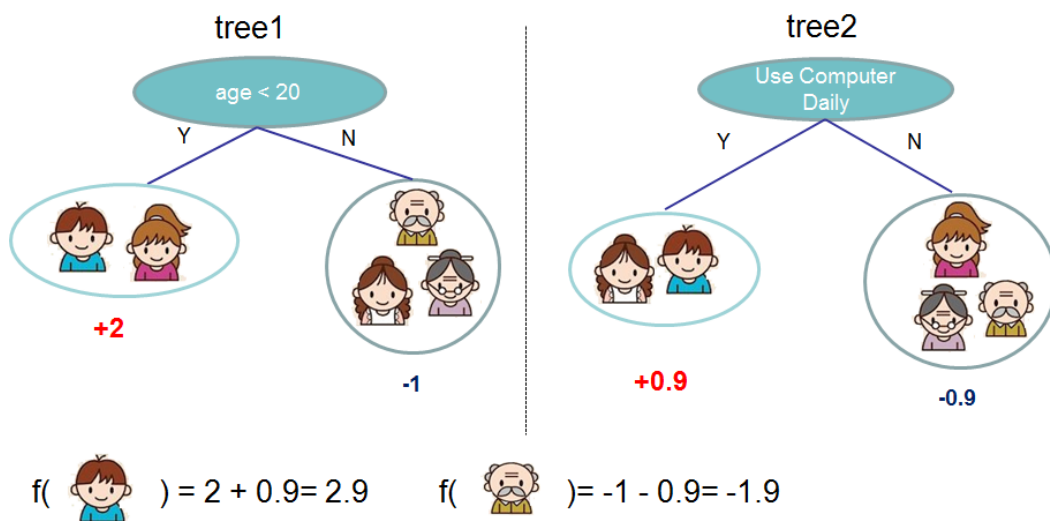 tree1
age < 20
Y
N
+2
-1
tree2
Use Computer
Daily
Y
N
+0.9
-0.9
f( ) = 2 + 0.9= 2.9
f( )= -1 - 0.9= -1.9